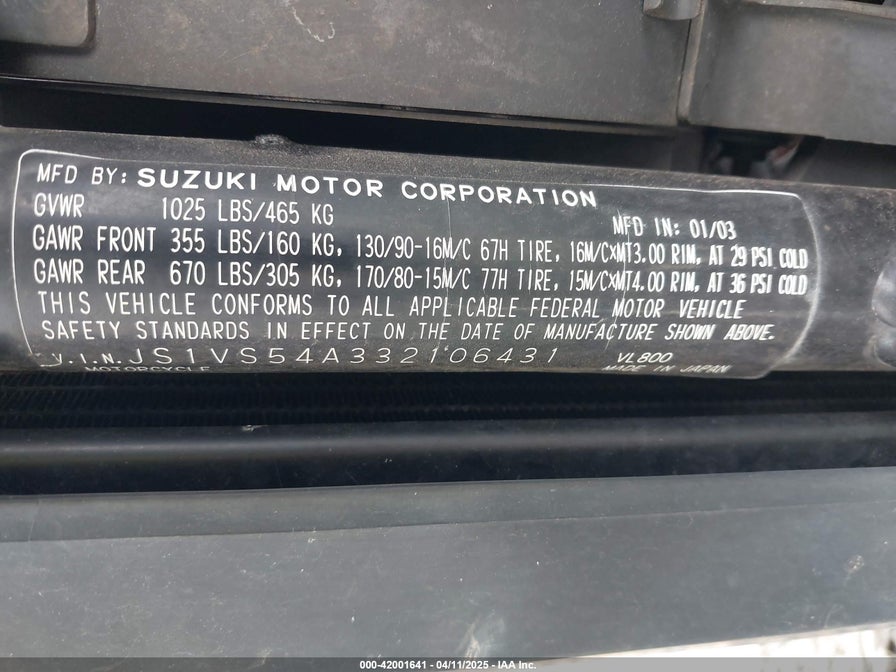 MFD BY: SUZUKI MOTOR CORPORATION
GVWR 1025 LBS/465 KG MFD IN: 01/03
GAWR FRONT 355 LBS/160 KG, 130/90-16M/C 67H TIRE, 16M/C×MT3.00 RIM, AT 29 PSI COLD
GAWR REAR 670 LBS/305 KG, 170/80-15M/C 77H TIRE, 15M/C×MT4.00 RIM, AT 36 PSI COLD
THIS VEHICLE CONFORMS TO ALL APPLICABLE FEDERAL MOTOR VEHICLE
SAFETY STANDARDS IN EFFECT ON THE DATE OF MANUFACTURE SHOWN ABOVE.
V.I.N. JS1VS54A332106431 VL800
MOTORCYCLE MADE IN JAPAN
000-42001641 - 04/11/2025 - IAA Inc.